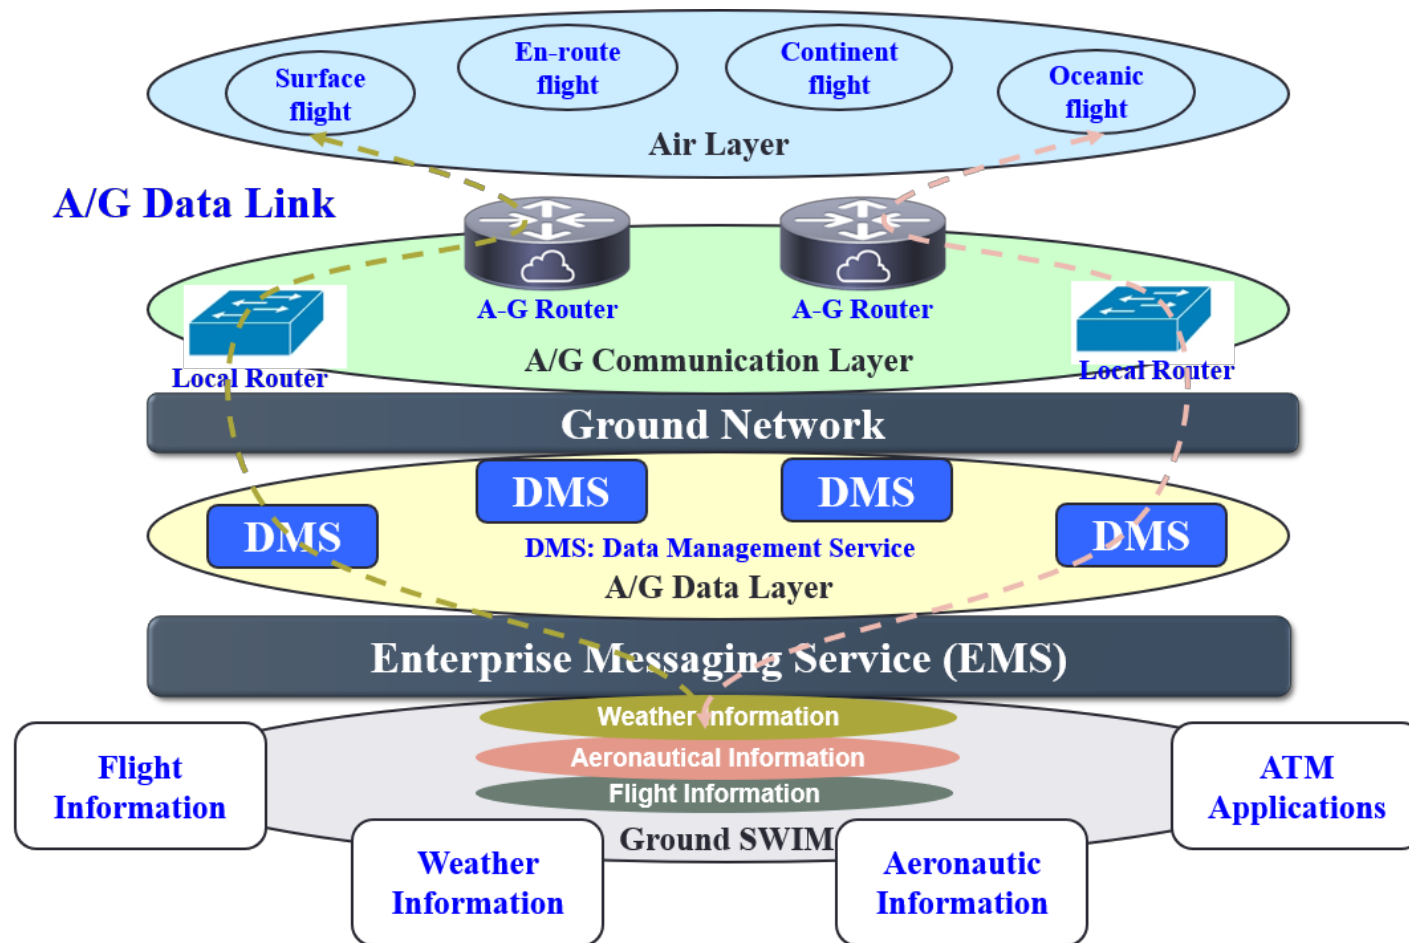 Surface
flight
En-route
flight
Continent
flight
Oceanic
flight
Air Layer
A/G Data Link
A-G Router
A-G Router
Local Router
Local Router
A/G Communication Layer
Ground Network
DMS
DMS
DMS
DMS
DMS: Data Management Service
A/G Data Layer
Enterprise Messaging Service (EMS)
Weather Information
Aeronautical Information
Flight Information
Ground SWIM
Flight
Information
Weather
Information
Aeronautic
Information
ATM
Applications